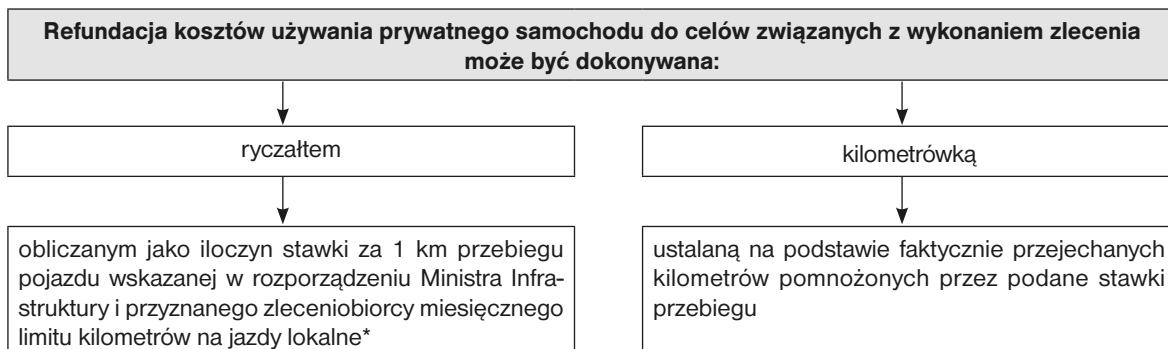 Refundacja kosztów używania prywatnego samochodu do celów związanych z wykonaniem zlecenia
może być dokonywana:
ryczałtem
kilometrówką
obliczanym jako iloczyn stawki za 1 km przebiegu
pojazdu wskazanej w rozporządzeniu Ministra Infra-
struktury i przyznanego zleceniobiorcy miesięcznego
limitu kilometrów na jazdy lokalne*
ustalaną na podstawie faktycznie przejechanych
kilometrów pomnożonych przez podane stawki
przebiegu